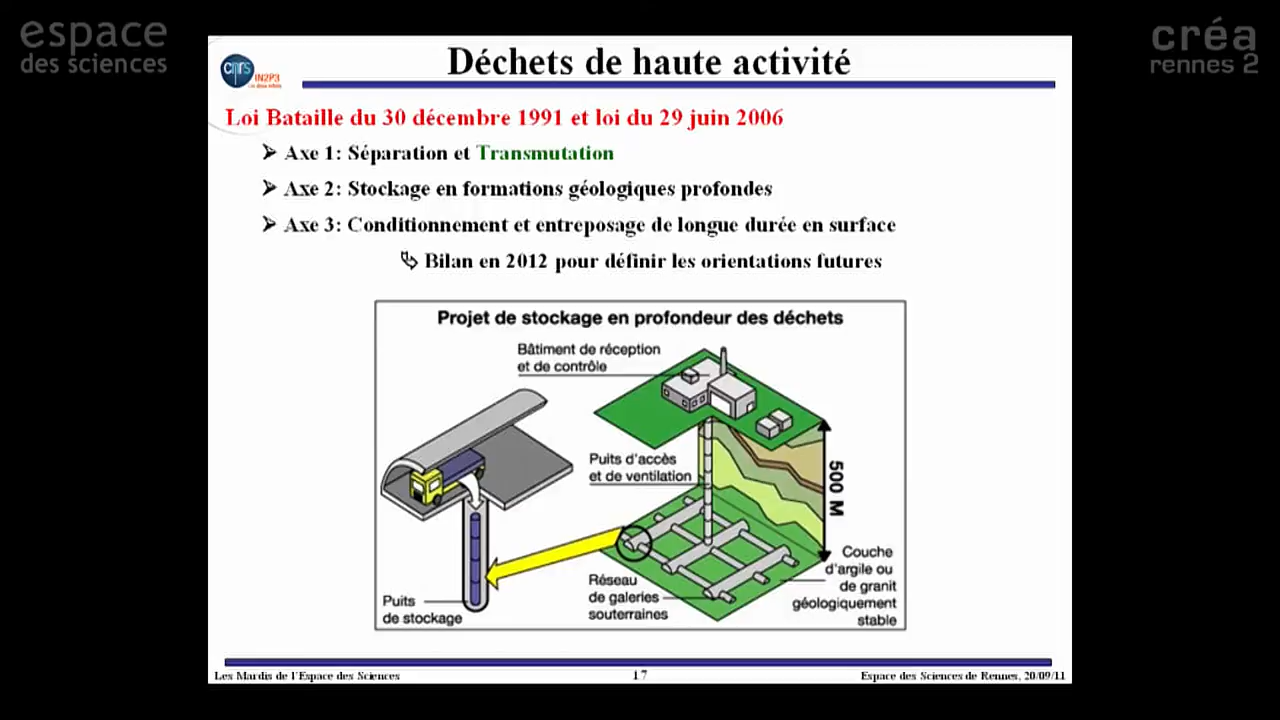 espace
des sciences
créa
rennes 2
cnrs
IN2P3
Déchets de haute activité
Loi Bataille du 30 décembre 1991 et loi du 29 juin 2006
Axe 1: Séparation et Transmutation
Axe 2: Stockage en formations géologiques profondes
Axe 3: Conditionnement et entreposage de longue durée en surface
Bilan en 2012 pour définir les orientations futures
Projet de stockage en profondeur des déchets
Bâtiment de réception
et de contrôle
Puits d'accès
et de ventilation
500 M
Couche
d'argile ou
de granit
géologiquement
stable
Réseau
de galeries
souterraines
Puits
de stockage
Les Mardis de l'Espace des Sciences
17
Espace des Sciences de Rennes, 20/09/11